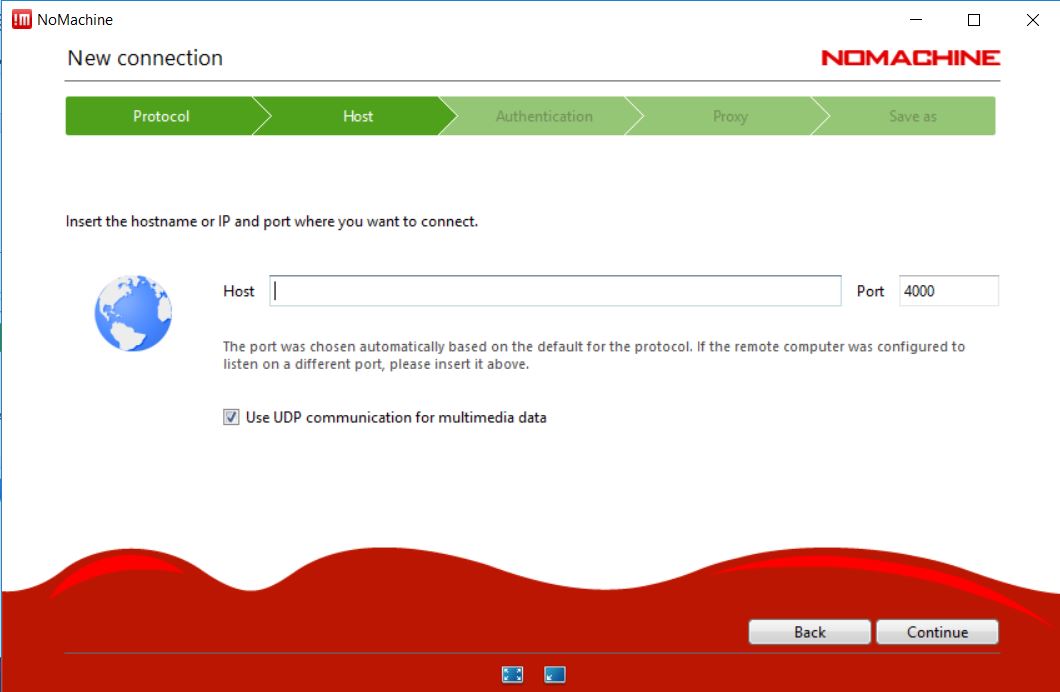 !M NoMachine
New connection
NOMACHINE
Protocol Host Authentication Proxy Save as
Insert the hostname or IP and port where you want to connect.
Host Port 4000
The port was chosen automatically based on the default for the protocol. If the remote computer was configured to
listen on a different port, please insert it above.
Use UDP communication for multimedia data
Back Continue